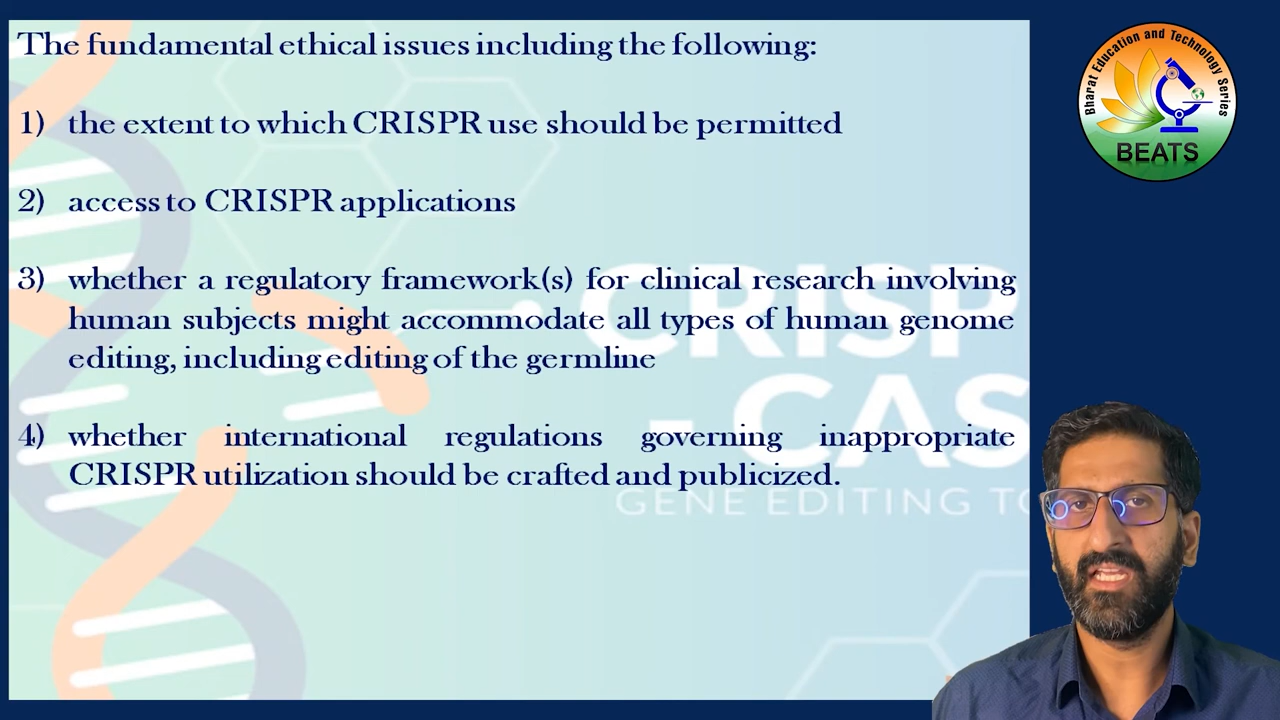 The fundamental ethical issues including the following:
1) the extent to which CRISPR use should be permitted
2) access to CRISPR applications
3) whether a regulatory framework(s) for clinical research involving
human subjects might accommodate all types of human genome
editing, including editing of the germline
4) whether international regulations governing inappropriate
CRISPR utilization should be crafted and publicized.
CRISP
-CAS
GENE EDITING TO
Bharat Education and Technology Series
BEATS